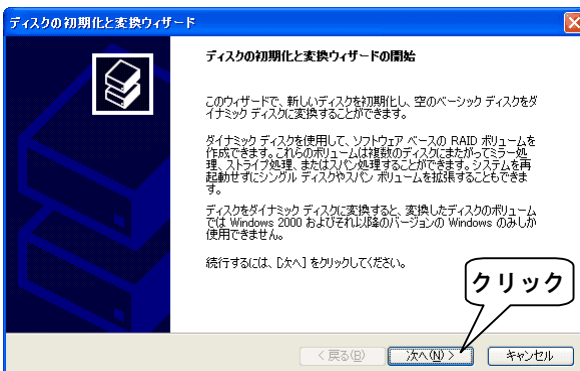 ディスクの初期化と変換ウィザード
ディスクの初期化と変換ウィザードの開始
このウィザードで、新しいディスクを初期化し、空のベーシック ディスクをダ
イナミック ディスクに変換することができます。
ダイナミック ディスクを使用して、ソフトウェア ベースの RAID ボリュームを
作成できます。これらのボリュームは複数のディスクにまたがってミラー処
理、ストライプ処理、またはスパン処理することができます。システムを再
起動せずにシングル ディスクやスパン ボリュームを拡張することもできま
す。
ディスクをダイナミック ディスクに変換すると、変換したディスクのボリューム
では Windows 2000 およびそれ以降のバージョンの Windows のみしか
使用できません。
続行するには、[次へ] をクリックしてください。
クリック
< 戻る(B)
次へ(N) >
キャンセル